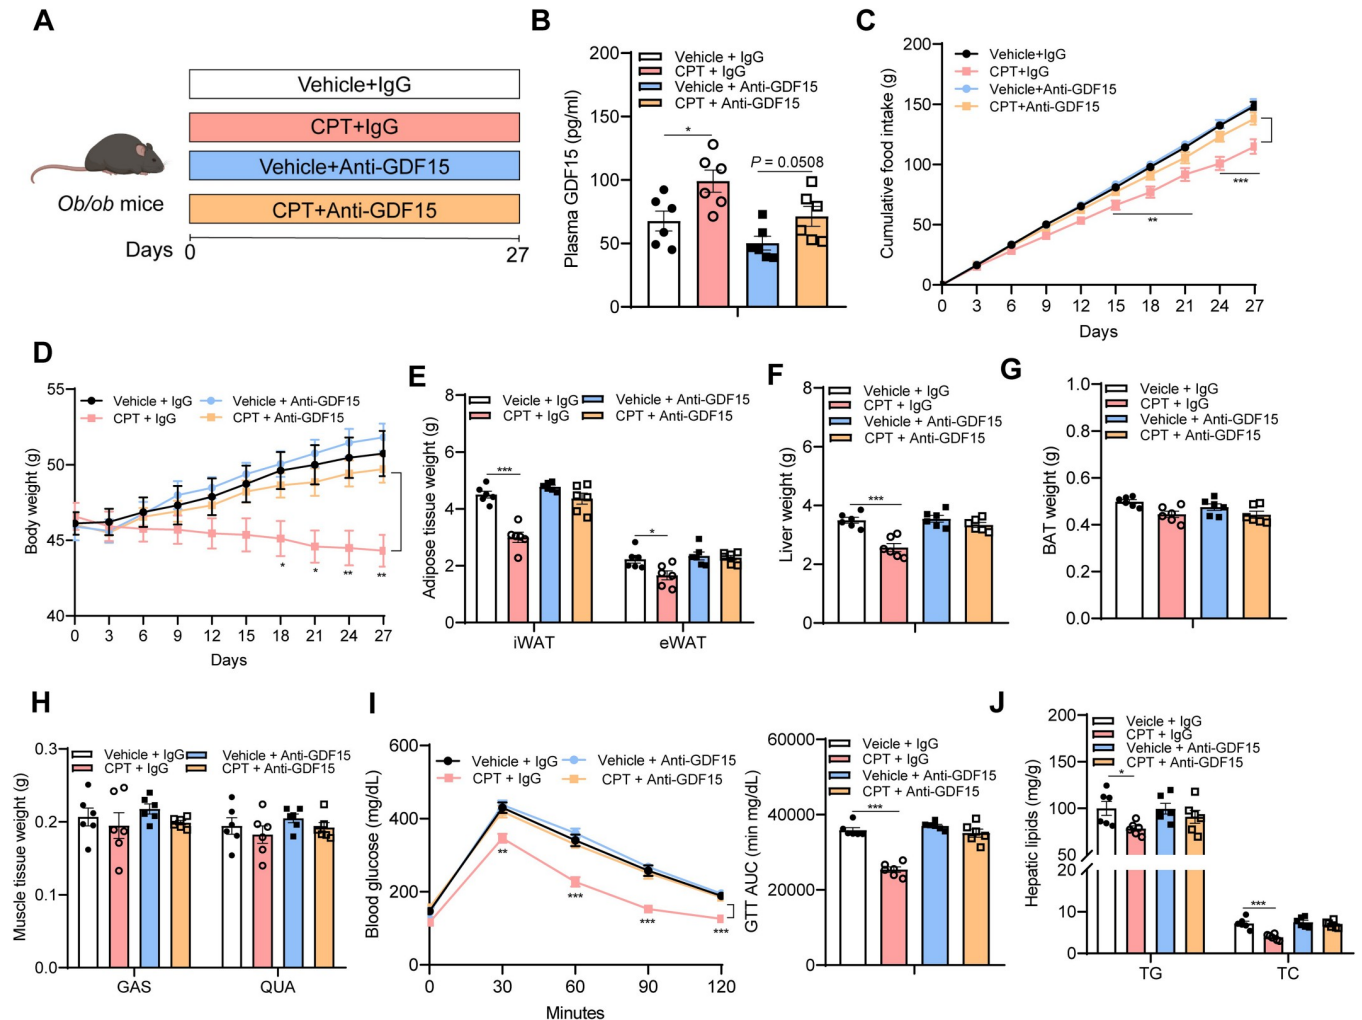 A
Vehicle+IgG
CPT+IgG
Vehicle+Anti-GDF15
CPT+Anti-GDF15
Ob/ob mice
Days 0 27
B
Plasma GDF15 (pg/ml)
200
150
100
50
0
Vehicle + IgG
CPT + IgG
Vehicle + Anti-GDF15
CPT + Anti-GDF15
*
P = 0.0508
C
Cumulative food intake (g)
200
150
100
50
0
Vehicle+IgG
CPT+IgG
Vehicle+Anti-GDF15
CPT+Anti-GDF15
**
***
0 3 6 9 12 15 18 21 24 27
Days
D
Body weight (g)
55
50
45
40
Vehicle + IgG
CPT + IgG
Vehicle + Anti-GDF15
CPT + Anti-GDF15
* * ** **
0 3 6 9 12 15 18 21 24 27
Days
E
Adipose tissue weight (g)
8
6
4
2
0
Veicle + IgG
CPT + IgG
Vehicle + Anti-GDF15
CPT + Anti-GDF15
***
*
iWAT eWAT
F
Liver weight (g)
8
6
4
2
0
Vehicle + IgG
CPT + IgG
Vehicle + Anti-GDF15
CPT + Anti-GDF15
***
G
BAT weight (g)
1.0
0.8
0.6
0.4
0.2
0.0
Veicle + IgG
CPT + IgG
Vehicle + Anti-GDF15
CPT + Anti-GDF15
H
Muscle tissue weight (g)
0.3
0.2
0.1
0.0
Vehicle + IgG
CPT + IgG
Vehicle + Anti-GDF15
CPT + Anti-GDF15
GAS QUA
I
Blood glucose (mg/dL)
600
400
200
0
Vehicle + IgG
CPT + IgG
Vehicle + Anti-GDF15
CPT + Anti-GDF15
**
***
***
***
0 30 60 90 120
Minutes
GTT AUC (min mg/dL)
60000
40000
20000
0
Veicle + IgG
CPT + IgG
Vehicle + Anti-GDF15
CPT + Anti-GDF15
***
J
Hepatic lipids (mg/g)
200
150
100
50
20
10
0
Veicle + IgG
CPT + IgG
Vehicle + Anti-GDF15
CPT + Anti-GDF15
*
***
TG TC